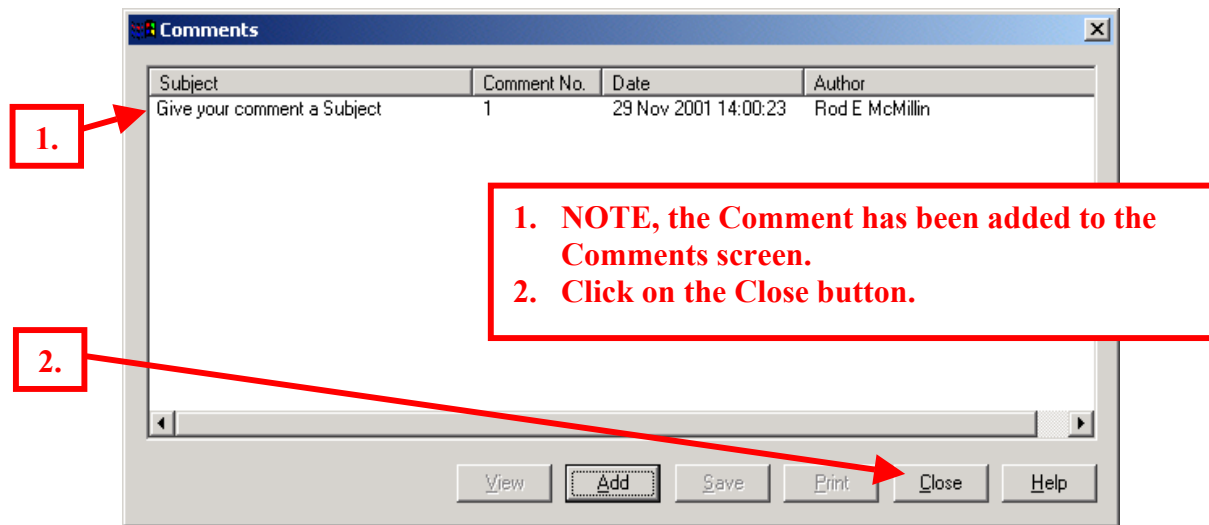 Comments
Subject Comment No. Date Author
Give your comment a Subject 1 29 Nov 2001 14:00:23 Rod E McMillin
1.
1. NOTE, the Comment has been added to the
Comments screen.
2. Click on the Close button.
2.
View Add Save Print Close Help